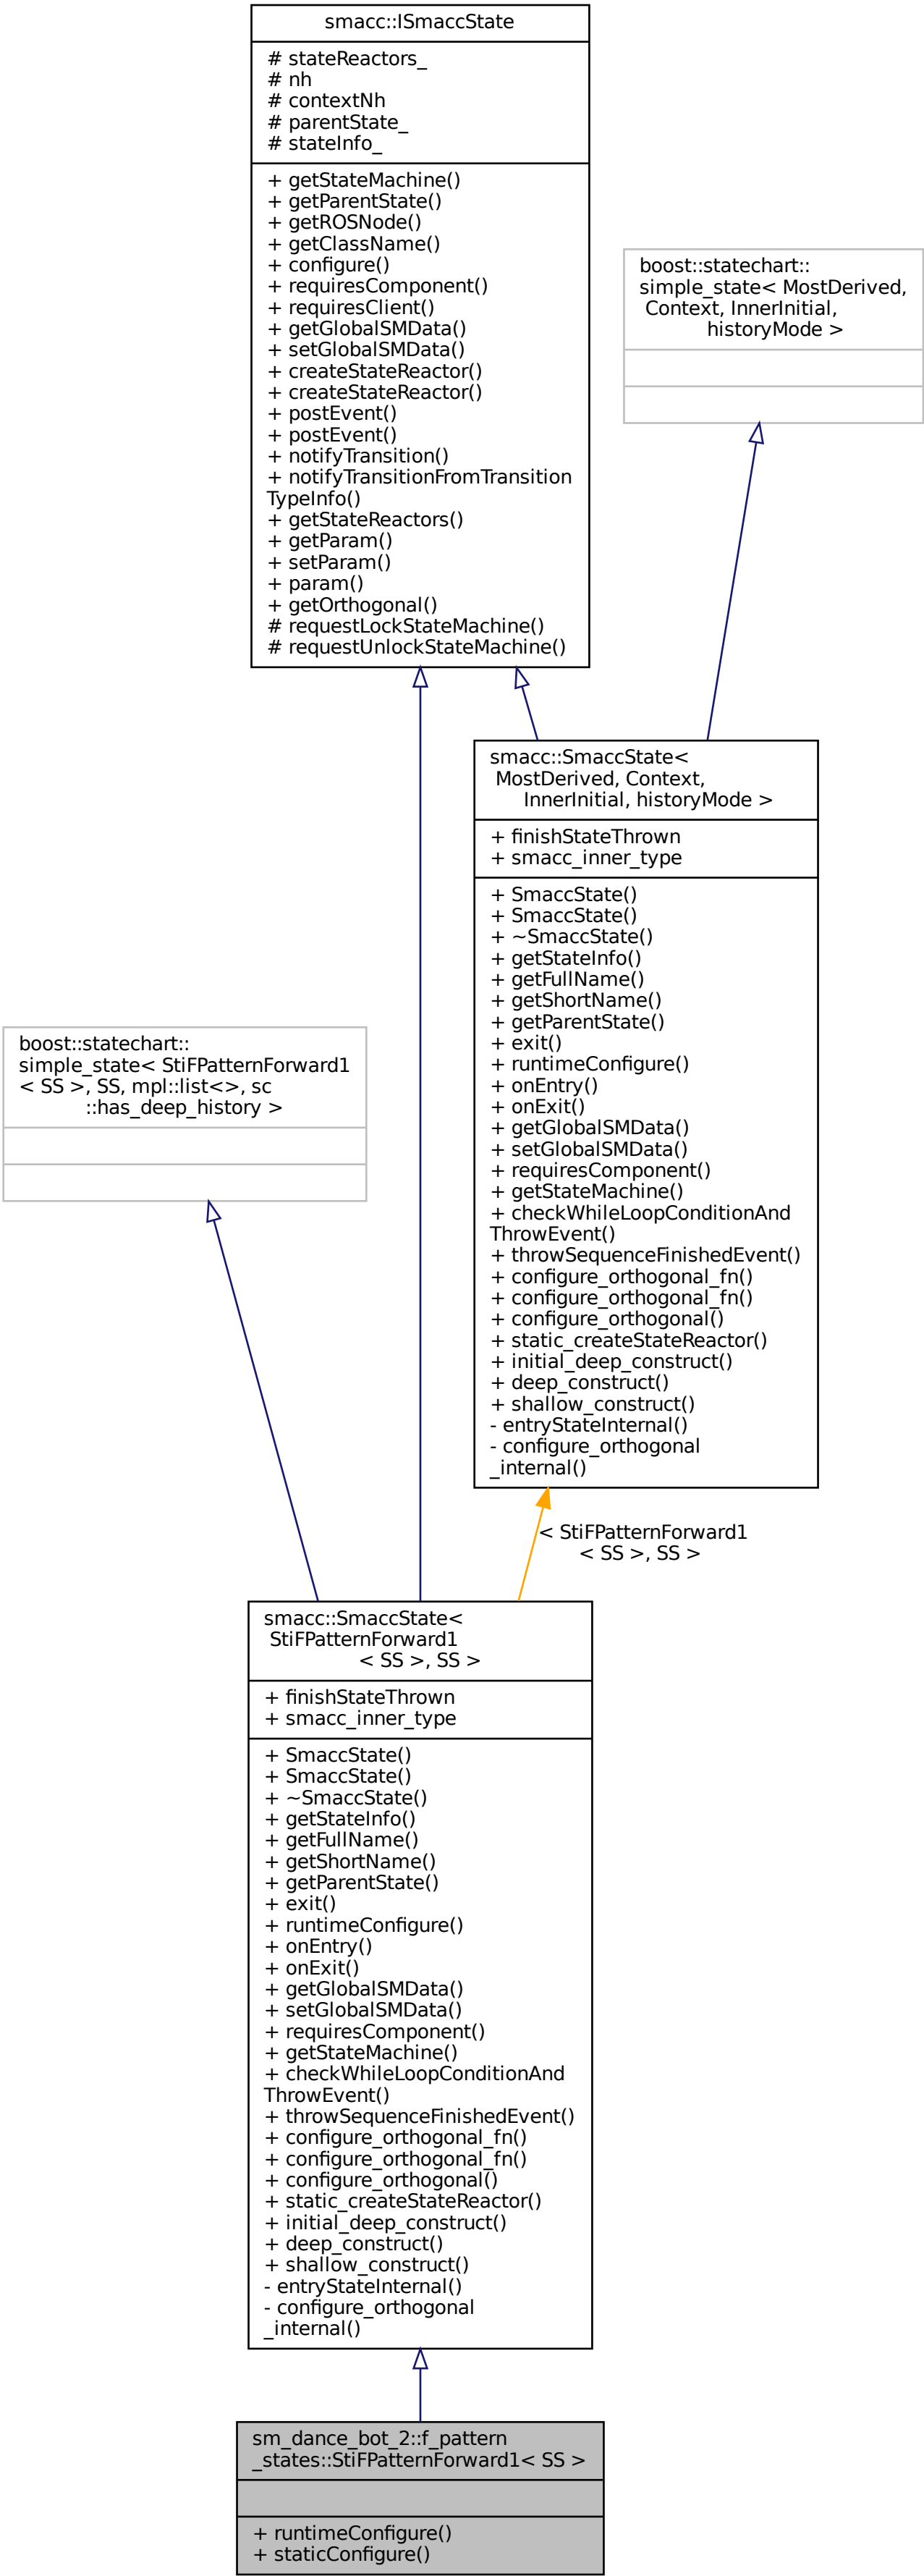 smacc::ISmaccState
# stateReactors_
# nh
# contextNh
# parentState_
# stateInfo_
+ getStateMachine()
+ getParentState()
+ getROSNode()
+ getClassName()
+ configure()
+ requiresComponent()
+ requiresClient()
+ getGlobalSMData()
+ setGlobalSMData()
+ createStateReactor()
+ createStateReactor()
+ postEvent()
+ postEvent()
+ notifyTransition()
+ notifyTransitionFromTransition
TypeInfo()
+ getStateReactors()
+ getParam()
+ setParam()
+ param()
+ getOrthogonal()
# requestLockStateMachine()
# requestUnlockStateMachine()
boost::statechart::
simple_state< MostDerived,
Context, InnerInitial,
historyMode >
smacc::SmaccState<
MostDerived, Context,
InnerInitial, historyMode >
+ finishStateThrown
+ smacc_inner_type
+ SmaccState()
+ SmaccState()
+ ~SmaccState()
+ getStateInfo()
+ getFullName()
+ getShortName()
+ getParentState()
+ exit()
+ runtimeConfigure()
+ onEntry()
+ onExit()
+ getGlobalSMData()
+ setGlobalSMData()
+ requiresComponent()
+ getStateMachine()
+ checkWhileLoopConditionAnd
ThrowEvent()
+ throwSequenceFinishedEvent()
+ configure_orthogonal_fn()
+ configure_orthogonal_fn()
+ configure_orthogonal()
+ static_createStateReactor()
+ initial_deep_construct()
+ deep_construct()
+ shallow_construct()
- entryStateInternal()
- configure_orthogonal
_internal()
boost::statechart::
simple_state< StiFPatternForward1
< SS >, SS, mpl::list<>, sc
::has_deep_history >
< StiFPatternForward1
< SS >, SS >
smacc::SmaccState<
StiFPatternForward1
< SS >, SS >
+ finishStateThrown
+ smacc_inner_type
+ SmaccState()
+ SmaccState()
+ ~SmaccState()
+ getStateInfo()
+ getFullName()
+ getShortName()
+ getParentState()
+ exit()
+ runtimeConfigure()
+ onEntry()
+ onExit()
+ getGlobalSMData()
+ setGlobalSMData()
+ requiresComponent()
+ getStateMachine()
+ checkWhileLoopConditionAnd
ThrowEvent()
+ throwSequenceFinishedEvent()
+ configure_orthogonal_fn()
+ configure_orthogonal_fn()
+ configure_orthogonal()
+ static_createStateReactor()
+ initial_deep_construct()
+ deep_construct()
+ shallow_construct()
- entryStateInternal()
- configure_orthogonal
_internal()
sm_dance_bot_2::f_pattern
_states::StiFPatternForward1< SS >
+ runtimeConfigure()
+ staticConfigure()